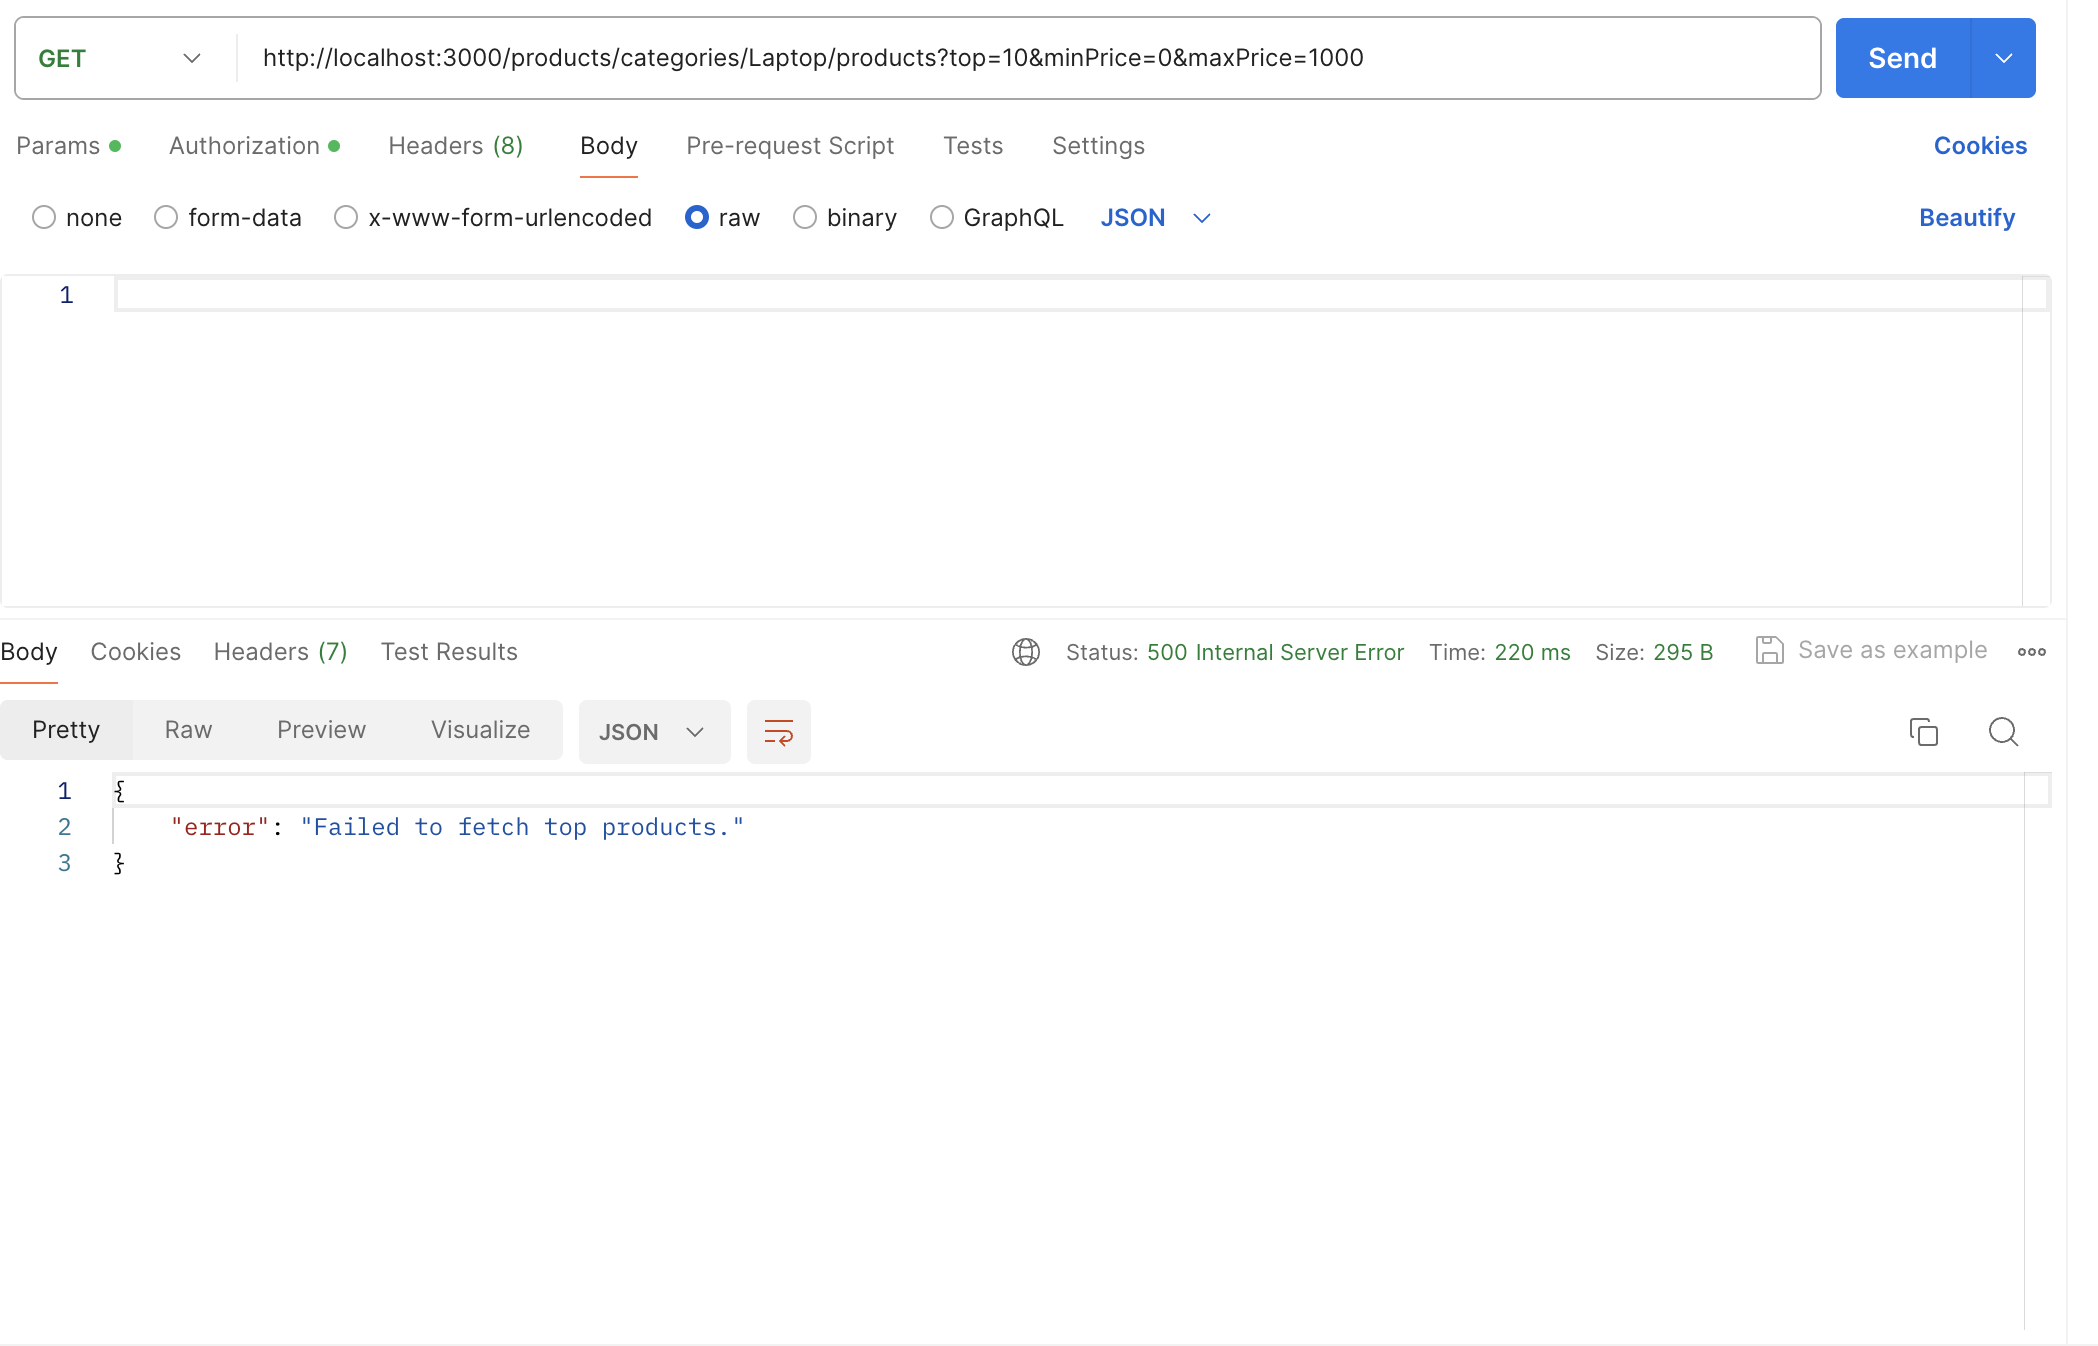 GET http://localhost:3000/products/categories/Laptop/products?top=10&minPrice=0&maxPrice=1000 Send
Params Authorization Headers (8) Body Pre-request Script Tests Settings Cookies
none form-data x-www-form-urlencoded raw binary GraphQL JSON Beautify
1
Body Cookies Headers (7) Test Results Status: 500 Internal Server Error Time: 220 ms Size: 295 B Save as example
Pretty Raw Preview Visualize JSON
1 {
2 "error": "Failed to fetch top products."
3 }